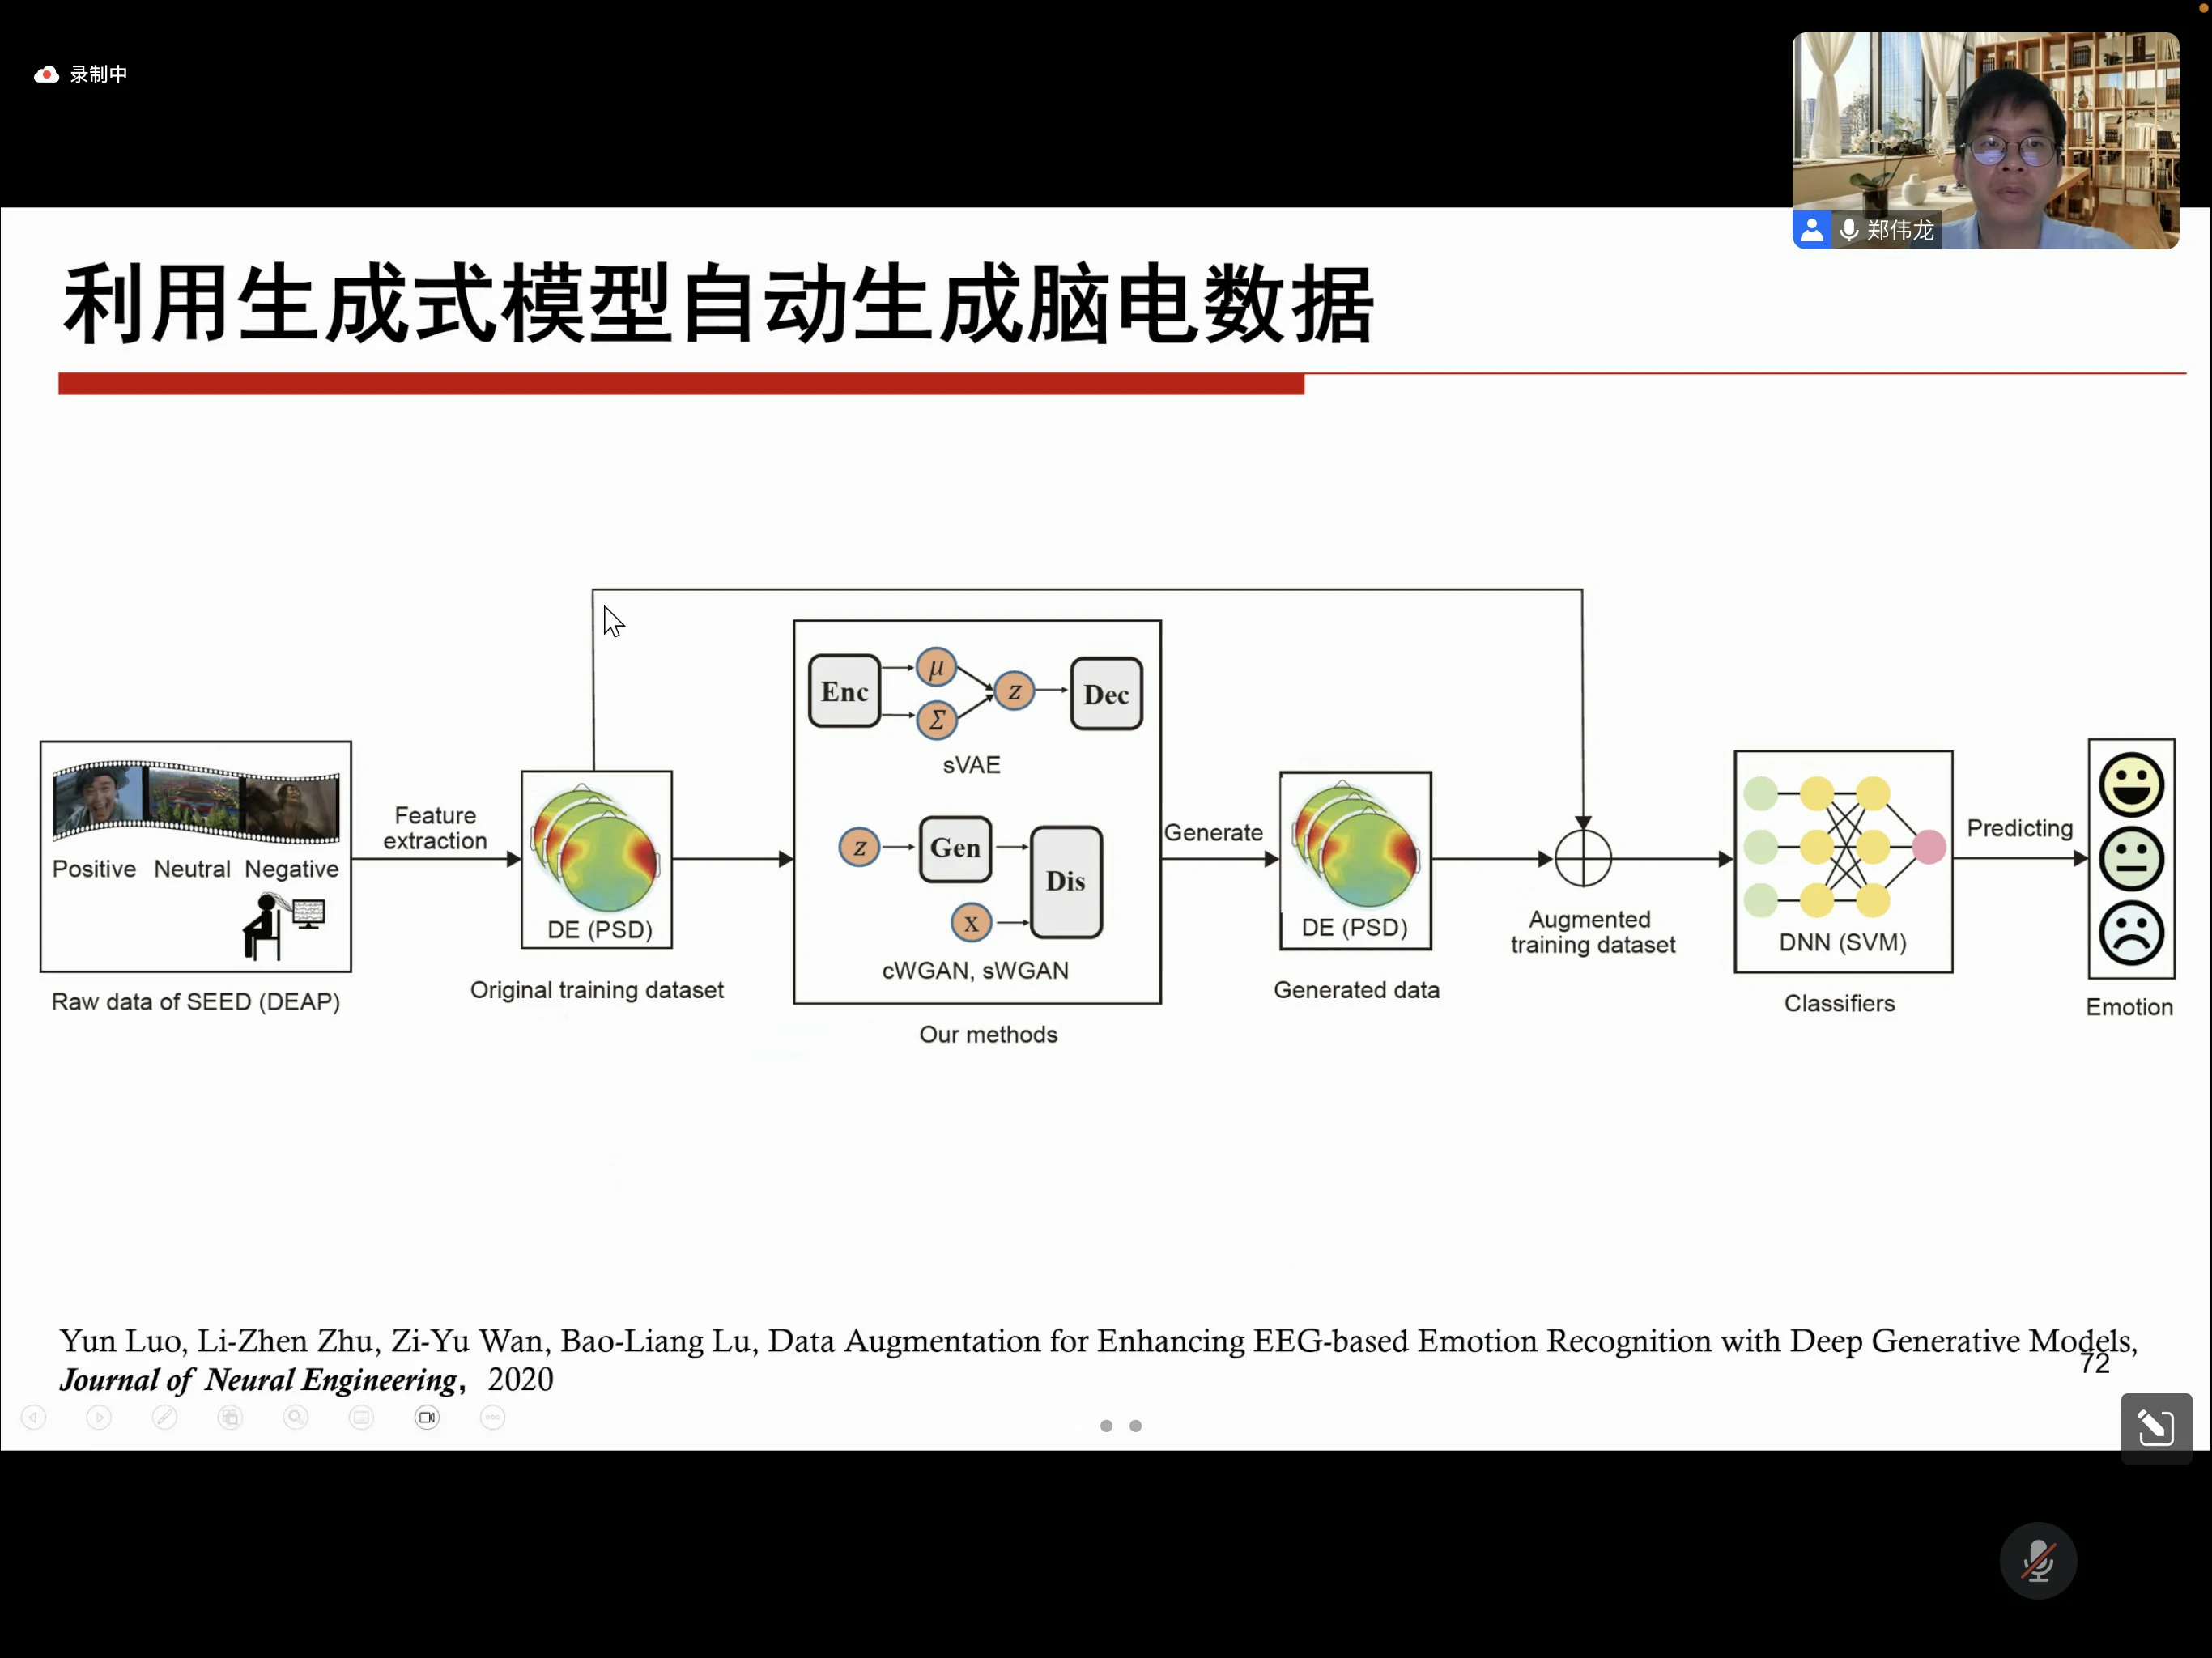 录制中
郑伟龙
利用生成式模型自动生成脑电数据
Positive Neutral Negative
Raw data of SEED (DEAP)
Feature
extraction
DE (PSD)
Original training dataset
Enc
μ
Σ
z
Dec
sVAE
z
Gen
Dis
x
cWGAN, sWGAN
Our methods
Generate
DE (PSD)
Generated data
Augmented
training dataset
DNN (SVM)
Classifiers
Predicting
Emotion
Yun Luo, Li-Zhen Zhu, Zi-Yu Wan, Bao-Liang Lu, Data Augmentation for Enhancing EEG-based Emotion Recognition with Deep Generative Models,
Journal of Neural Engineering, 2020
72